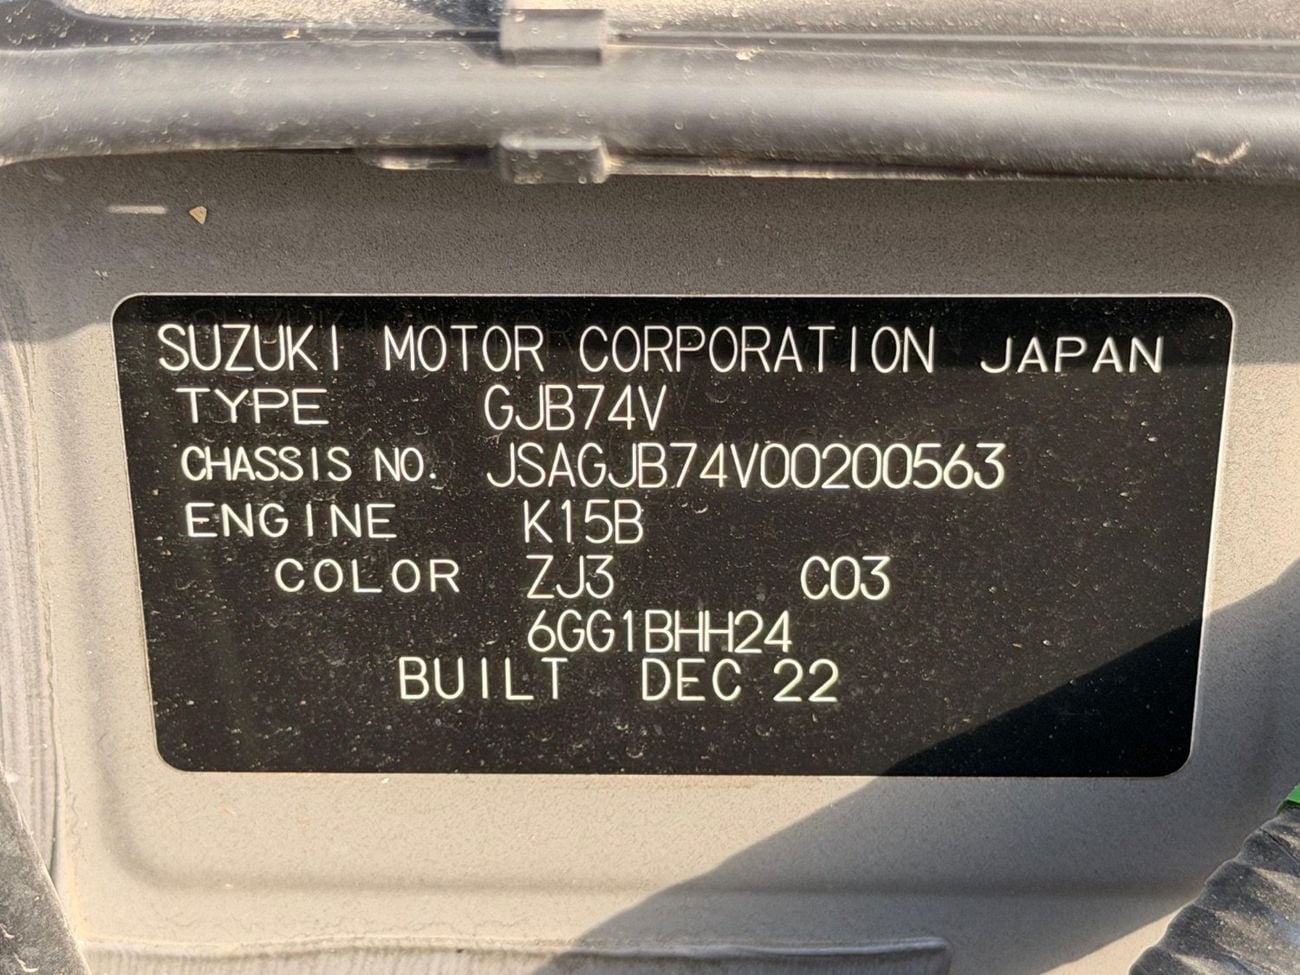 SUZUKI MOTOR CORPORATION JAPAN
TYPE GJB74V
CHASSIS NO. JSAGJB74V00200563
ENGINE K15B
COLOR ZJ3 C03
6GG1BHH24
BUILT DEC 22